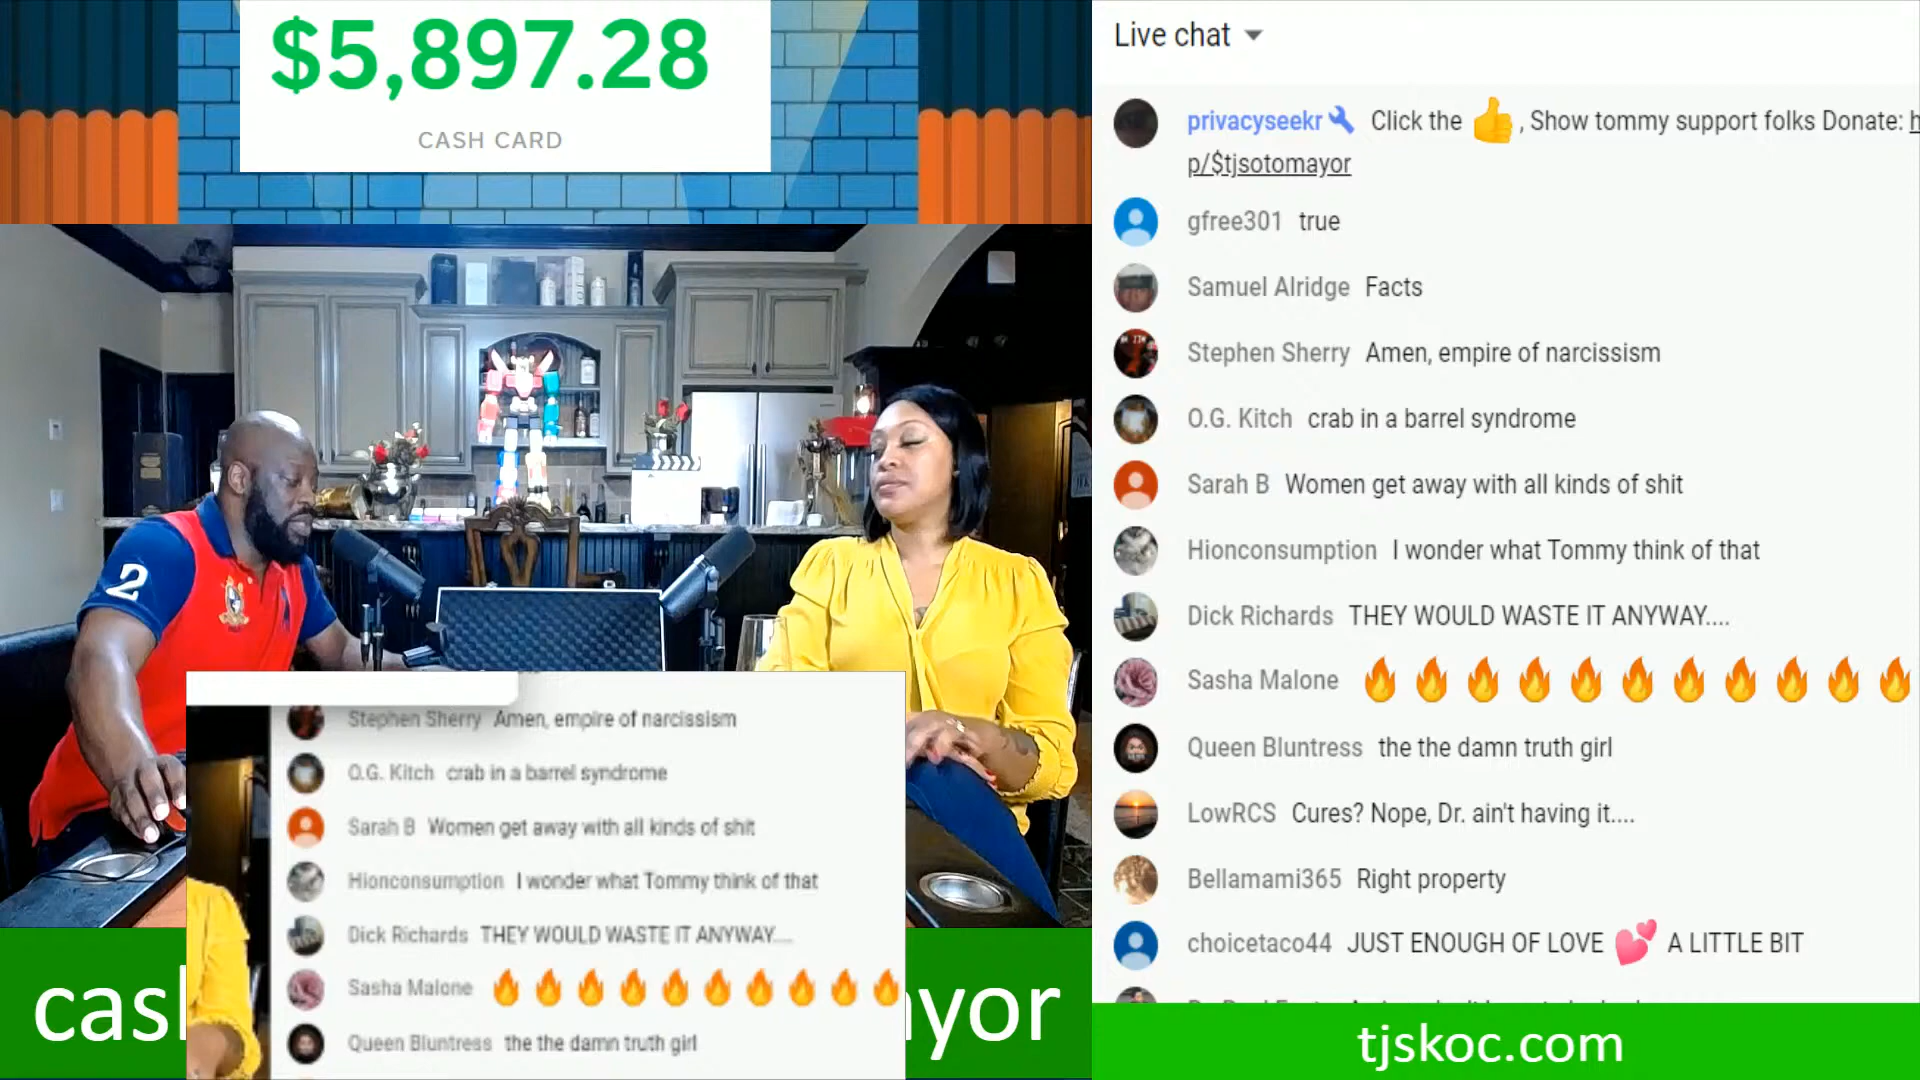 $5,897.28
CASH CARD
2
Live chat
privacyseekr Click the 👍, Show tommy support folks Donate: h
p/$tjsotomayor
gfree301 true
Samuel Alridge Facts
Stephen Sherry Amen, empire of narcissism
O.G. Kitch crab in a barrel syndrome
Sarah B Women get away with all kinds of shit
Hionconsumption I wonder what Tommy think of that
Dick Richards THEY WOULD WASTE IT ANYWAY....
Sasha Malone 🔥🔥🔥🔥🔥🔥🔥🔥🔥🔥🔥
Queen Bluntress the the damn truth girl
LowRCS Cures? Nope, Dr. ain't having it....
Bellamami365 Right property
choicetaco44 JUST ENOUGH OF LOVE 💕 A LITTLE BIT
Stephen Sherry Amen, empire of narcissism
O.G. Kitch crab in a barrel syndrome
Sarah B Women get away with all kinds of shit
Hionconsumption I wonder what Tommy think of that
Dick Richards THEY WOULD WASTE IT ANYWAY....
Sasha Malone 🔥🔥🔥🔥🔥🔥🔥🔥🔥🔥
Queen Bluntress the the damn truth girl
cas
yor
tjskoc.com